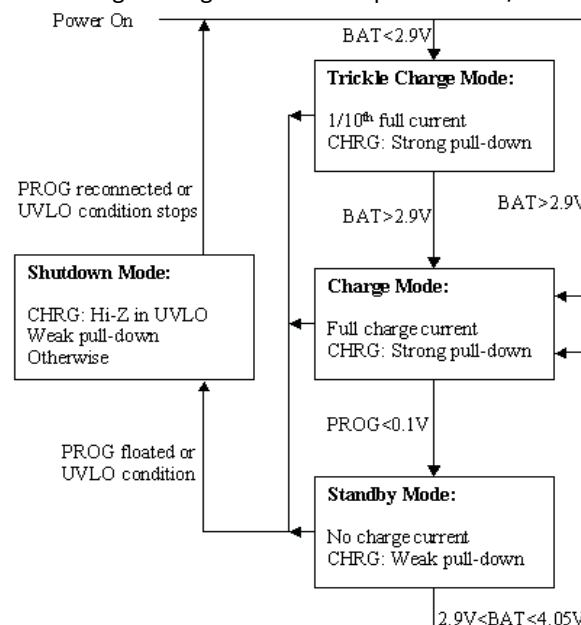 Power On
BAT<2.9V
Trickle Charge Mode:
1/10th full current
CHRG: Strong pull-down
PROG reconnected or
UVLO condition stops
BAT>2.9V
BAT>2.9V
Shutdown Mode:
CHRG: Hi-Z in UVLO
Weak pull-down
Otherwise
Charge Mode:
Full charge current
CHRG: Strong pull-down
PROG<0.1V
PROG floated or
UVLO condition
Standby Mode:
No charge current
CHRG: Weak pull-down
2.9V<BAT<4.05V